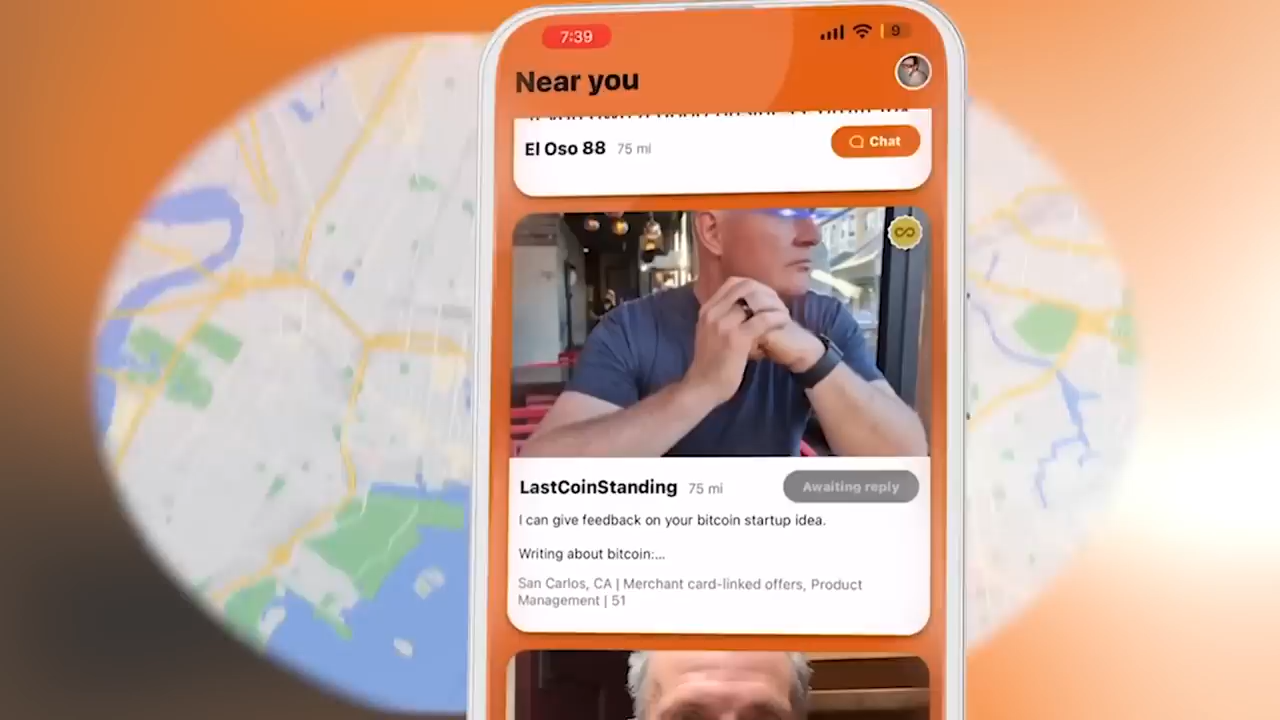 7:39
9
Near you
El Oso 88 75 mi
Chat
LastCoinStanding 75 mi
Awaiting reply
I can give feedback on your bitcoin startup idea.
Writing about bitcoin:...
San Carlos, CA | Merchant card-linked offers, Product
Management | 51